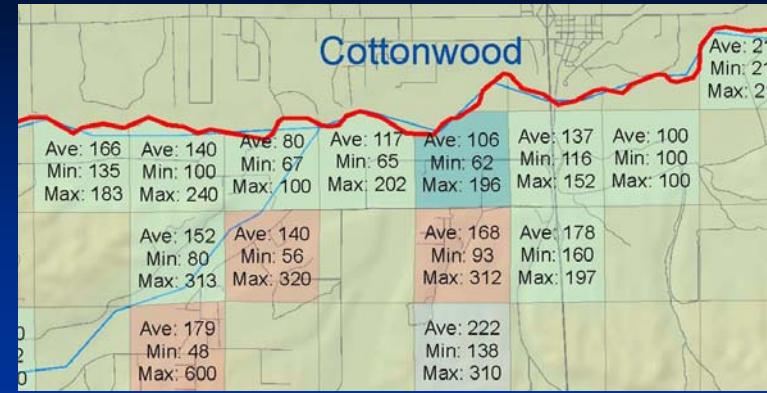 Cottonwood
Ave: 166
Min: 135
Max: 183
Ave: 140
Min: 100
Max: 240
Ave: 80
Min: 67
Max: 100
Ave: 117
Min: 65
Max: 202
Ave: 106
Min: 62
Max: 196
Ave: 137
Min: 116
Max: 152
Ave: 100
Min: 100
Max: 100
Ave:
Min:
Max:
Ave: 152
Min: 80
Max: 313
Ave: 140
Min: 56
Max: 320
Ave: 168
Min: 93
Max: 312
Ave: 178
Min: 160
Max: 197
Ave: 179
Min: 48
Max: 600
Ave: 222
Min: 138
Max: 310